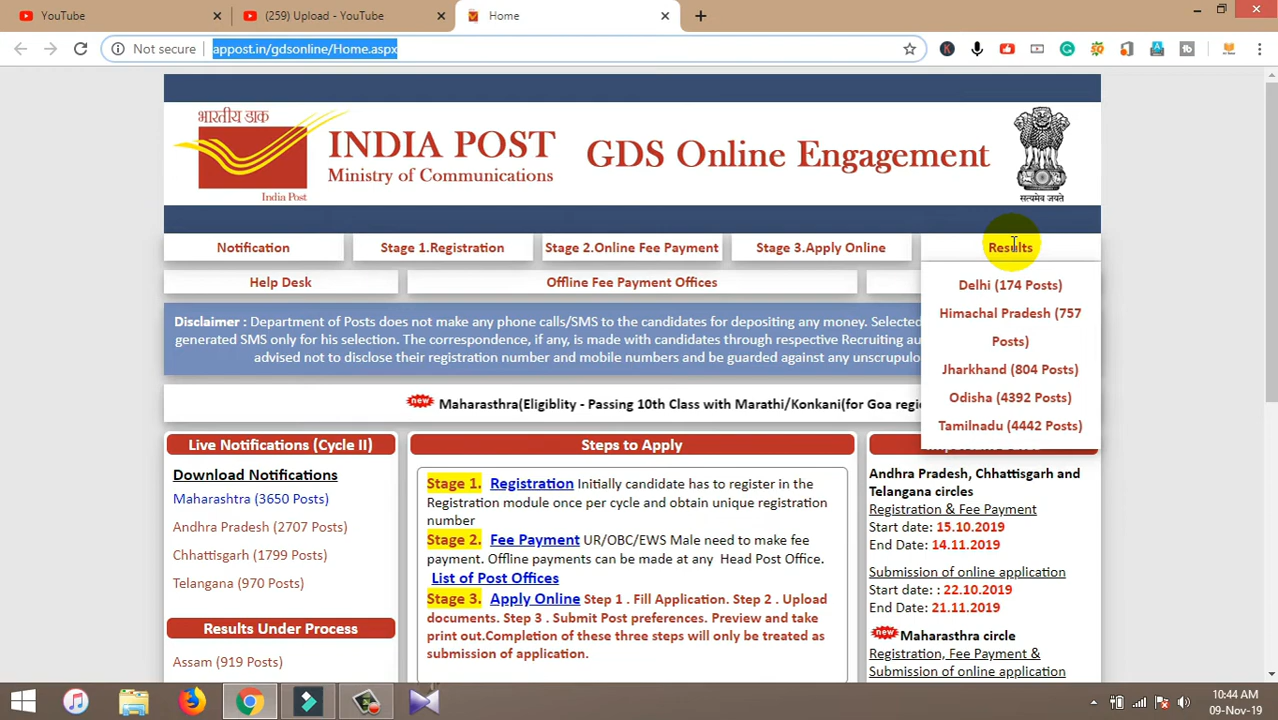 YouTube
(259) Upload - YouTube
Home
Not secure
appost.in/gdsonline/Home.aspx
भारतीय डाक
India Post
INDIA POST
Ministry of Communications
GDS Online Engagement
सत्यमेव जयते
Notification
Stage 1.Registration
Stage 2.Online Fee Payment
Stage 3.Apply Online
Results
Help Desk
Offline Fee Payment Offices
Delhi (174 Posts)
Himachal Pradesh (757
Posts)
Jharkhand (804 Posts)
Odisha (4392 Posts)
Tamilnadu (4442 Posts)
Disclaimer : Department of Posts does not make any phone calls/SMS to the candidates for depositing any money. Selected
generated SMS only for his selection. The correspondence, if any, is made with candidates through respective Recruiting
advised not to disclose their registration number and mobile numbers and be guarded against any
new Maharasthra(Eligiblity - Passing 10th Class with Marathi/Konkani(for Goa
Live Notifications (Cycle II)
Download Notifications
Maharashtra (3650 Posts)
Andhra Pradesh (2707 Posts)
Chhattisgarh (1799 Posts)
Telangana (970 Posts)
Results Under Process
Assam (919 Posts)
Steps to Apply
Stage 1. Registration Initially candidate has to register in the
Registration module once per cycle and obtain unique registration
number
Stage 2. Fee Payment UR/OBC/EWS Male need to make fee
payment. Offline payments can be made at any Head Post Office.
List of Post Offices
Stage 3. Apply Online Step 1 . Fill Application. Step 2 . Upload
documents. Step 3 . Submit Post preferences. Preview and take
print out.Completion of these three steps will only be treated as
submission of application.
Andhra Pradesh, Chhattisgarh and
Telangana circles
Registration & Fee Payment
Start date: 15.10.2019
End Date: 14.11.2019
Submission of online application
Start date: : 22.10.2019
End Date: 21.11.2019
new Maharasthra circle
Registration, Fee Payment &
Submission of online application
10:44 AM
09-Nov-19